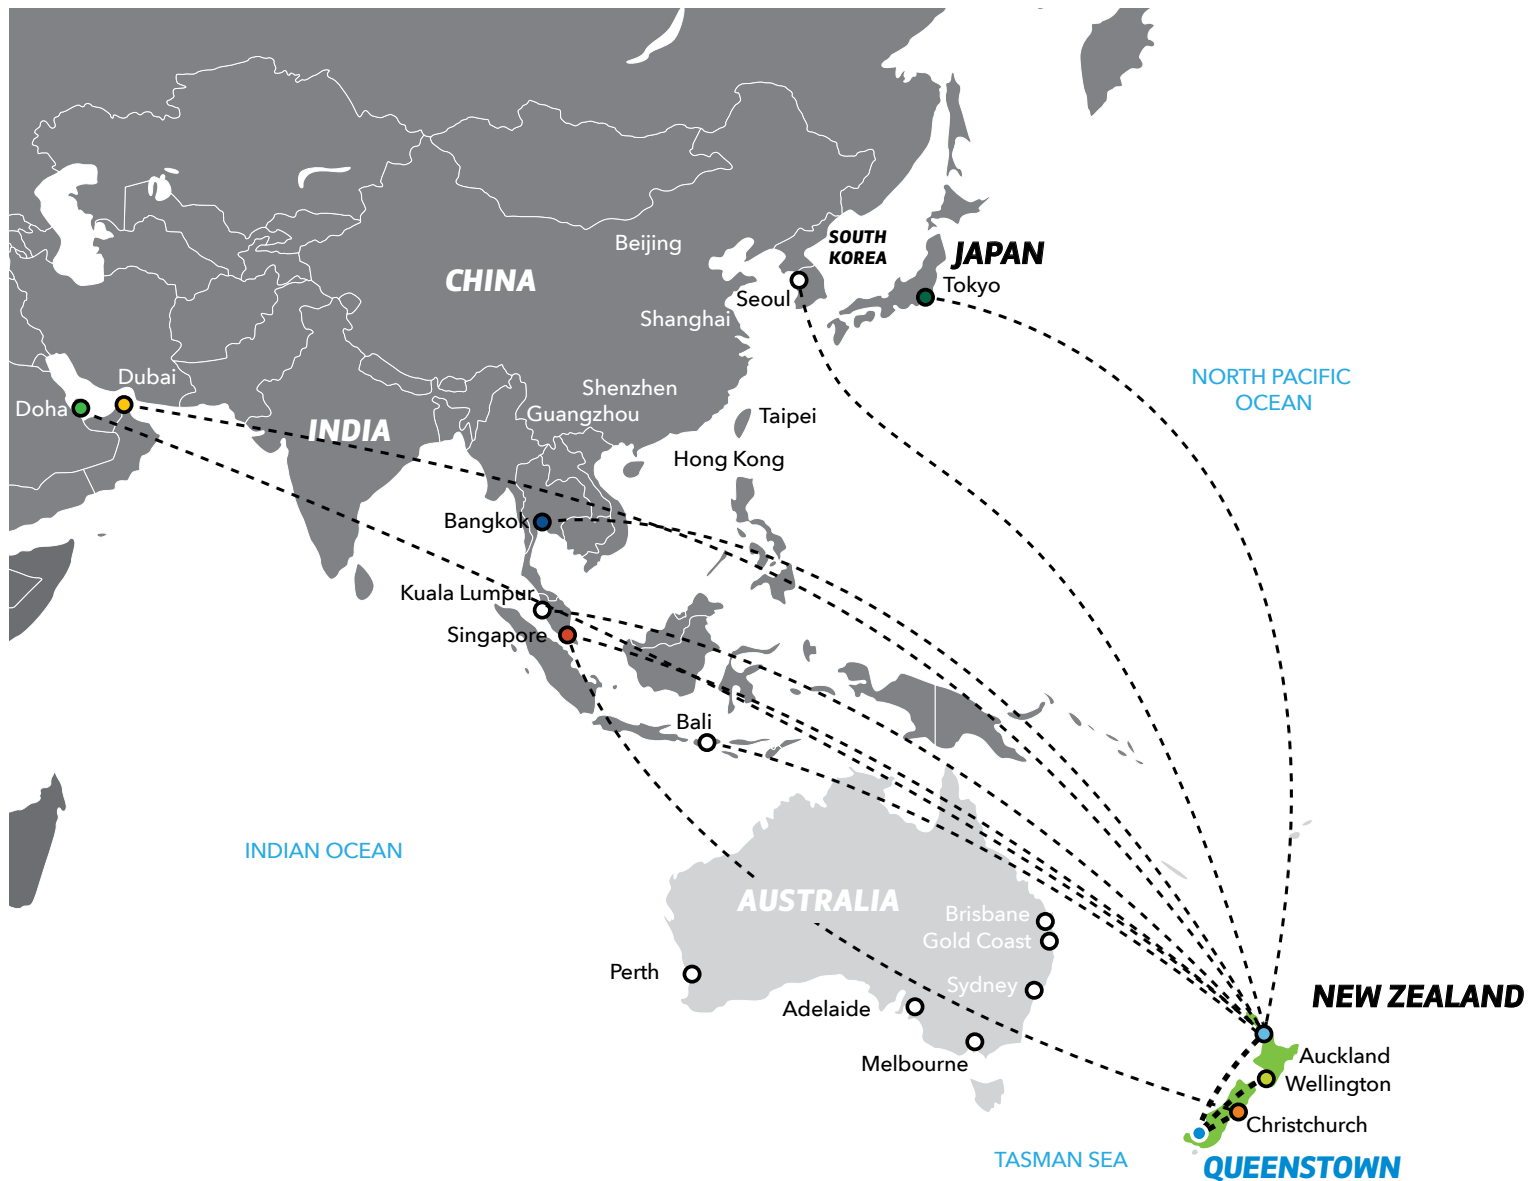 SOUTH
KOREA
Beijing
JAPAN
CHINA
Tokyo
Seoul
Shanghai
Dubai
NORTH PACIFIC
OCEAN
Shenzhen
Doha
Guangzhou
Taipei
INDIA
Hong Kong
Bangkok
Kuala Lumpur
Singapore
Bali
INDIAN OCEAN
AUSTRALIA
Brisbane
Gold Coast
Perth
Sydney
NEW ZEALAND
Adelaide
Auckland
Melbourne
Wellington
Christchurch
TASMAN SEA
QUEENSTOWN